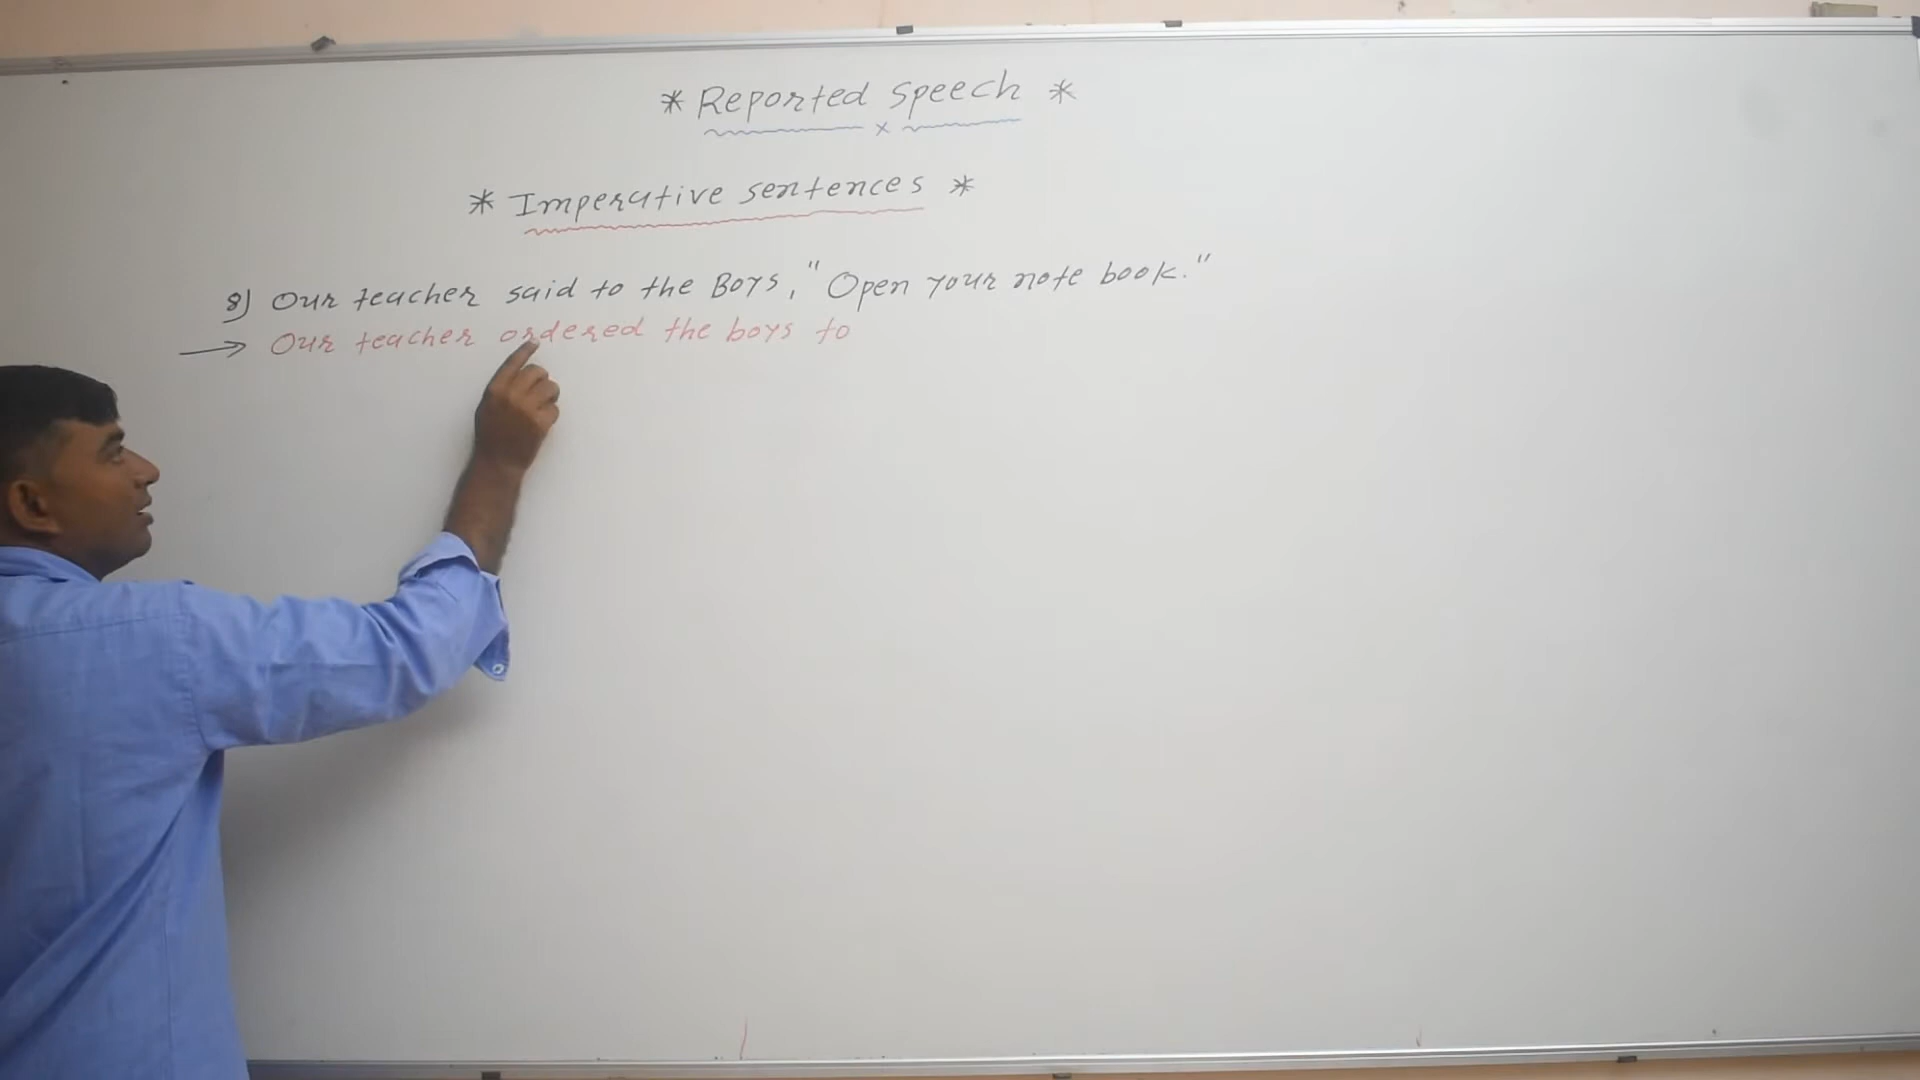 * Reported speech *
* Imperative sentences *
8) Our teacher said to the Boys, "Open your note book."
→ Our teacher ordered the boys to